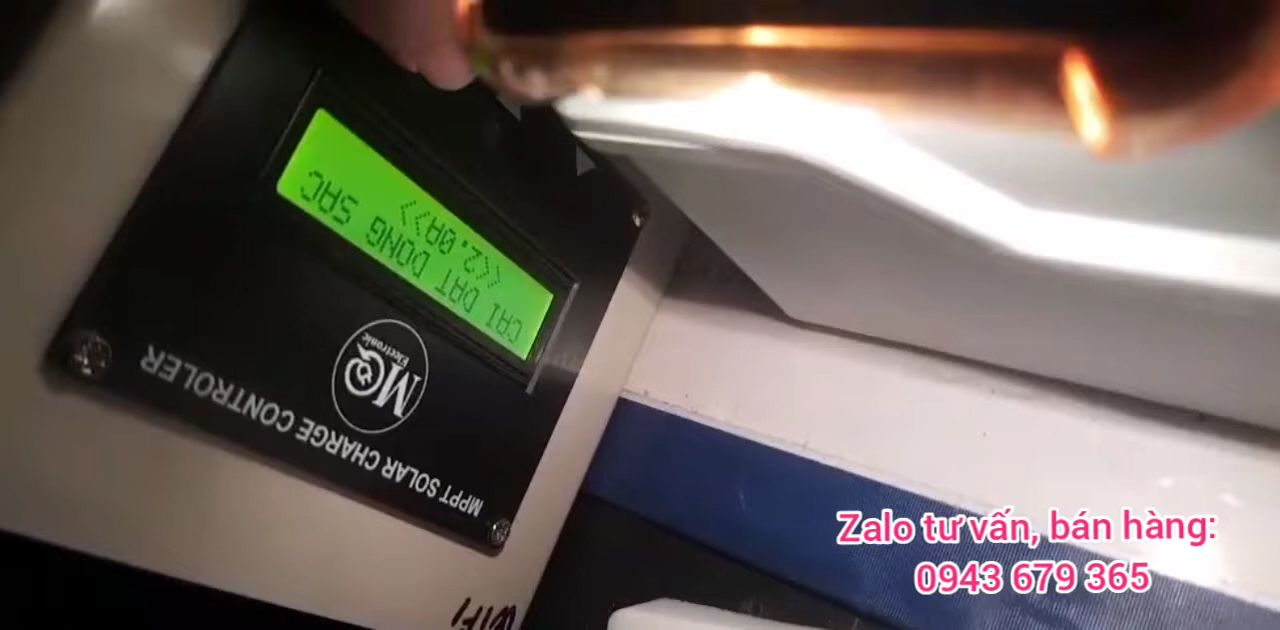 MPPT SOLAR CHARGE CONTROLER
MQ
Electronic
CAI DAT DONG SAC
<<2.0A>>
WIFI
Zalo tư vấn, bán hàng:
0943 679 365